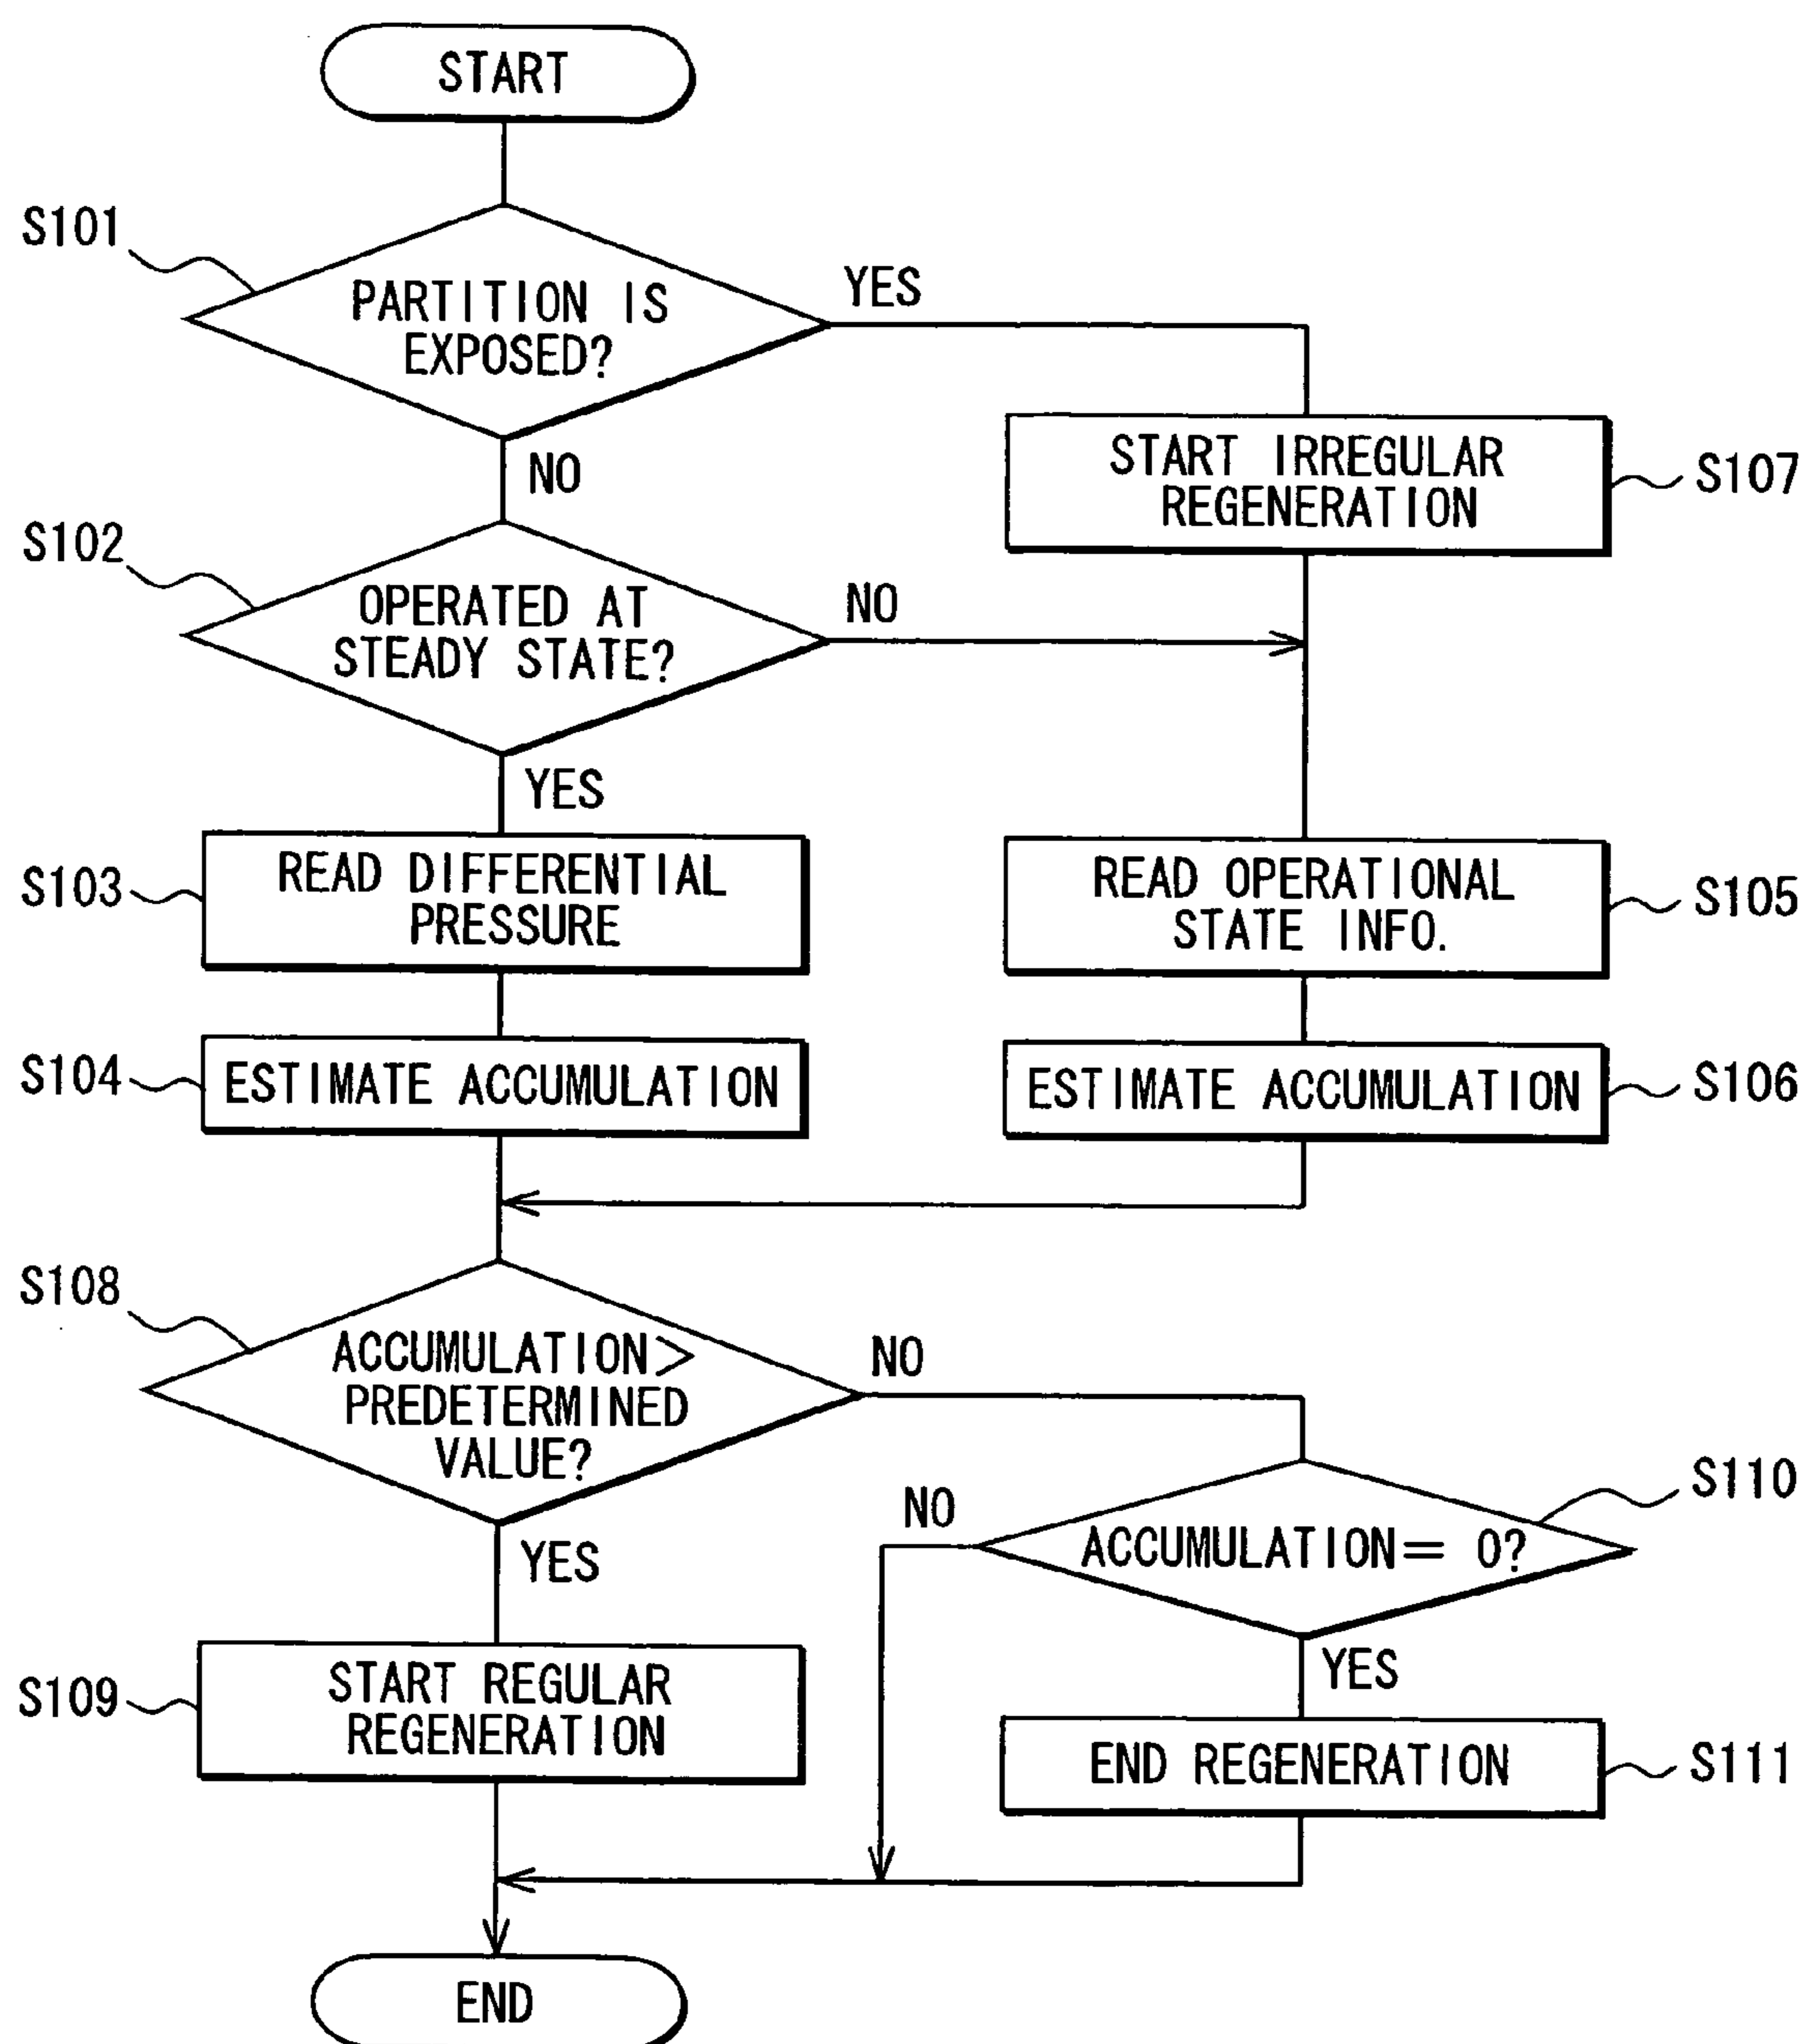 START
S101
PARTITION IS
EXPOSED?
YES
NO
START IRREGULAR
REGENERATION
S107
S102
OPERATED AT
STEADY STATE?
NO
YES
S103
READ DIFFERENTIAL
PRESSURE
READ OPERATIONAL
STATE INFO.
S105
S104
ESTIMATE ACCUMULATION
ESTIMATE ACCUMULATION
S106
S108
ACCUMULATION>
PREDETERMINED
VALUE?
NO
YES
S110
NO
ACCUMULATION= 0?
YES
S109
START REGULAR
REGENERATION
END REGENERATION
S111
END